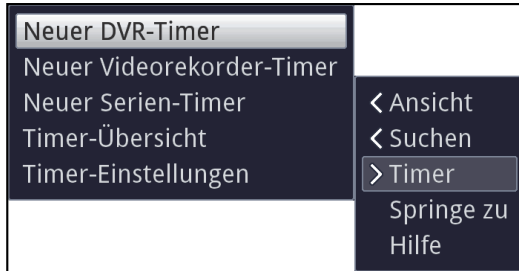 Neuer DVR-Timer
Neuer Videorekorder-Timer
Neuer Serien-Timer
Timer-Übersicht
Timer-Einstellungen
Ansicht
Suchen
Timer
Springe zu
Hilfe